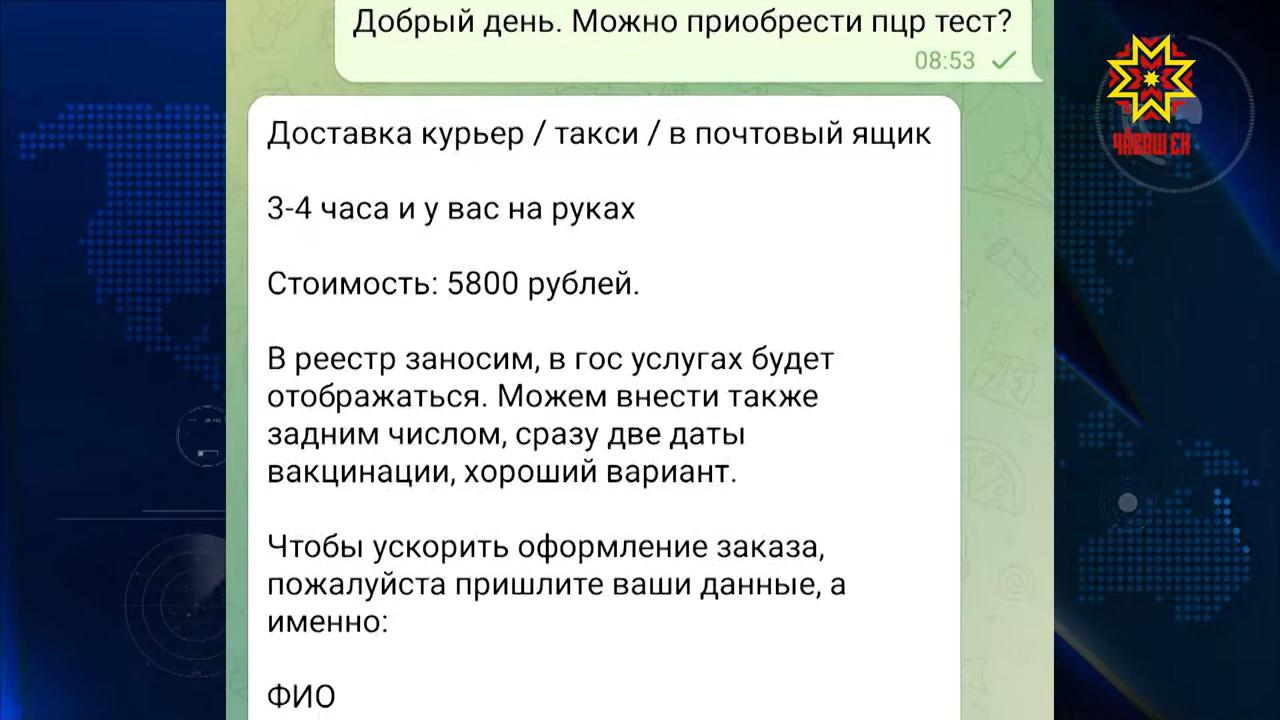 Добрый день. Можно приобрести пцр тест?
08:53
ЧӐВАШ ЕН
Доставка курьер / такси / в почтовый ящик
3-4 часа и у вас на руках
Стоимость: 5800 рублей.
В реестр заносим, в гос услугах будет
отображаться. Можем внести также
задним числом, сразу две даты
вакцинации, хороший вариант.
Чтобы ускорить оформление заказа,
пожалуйста пришлите ваши данные, а
именно:
ФИО